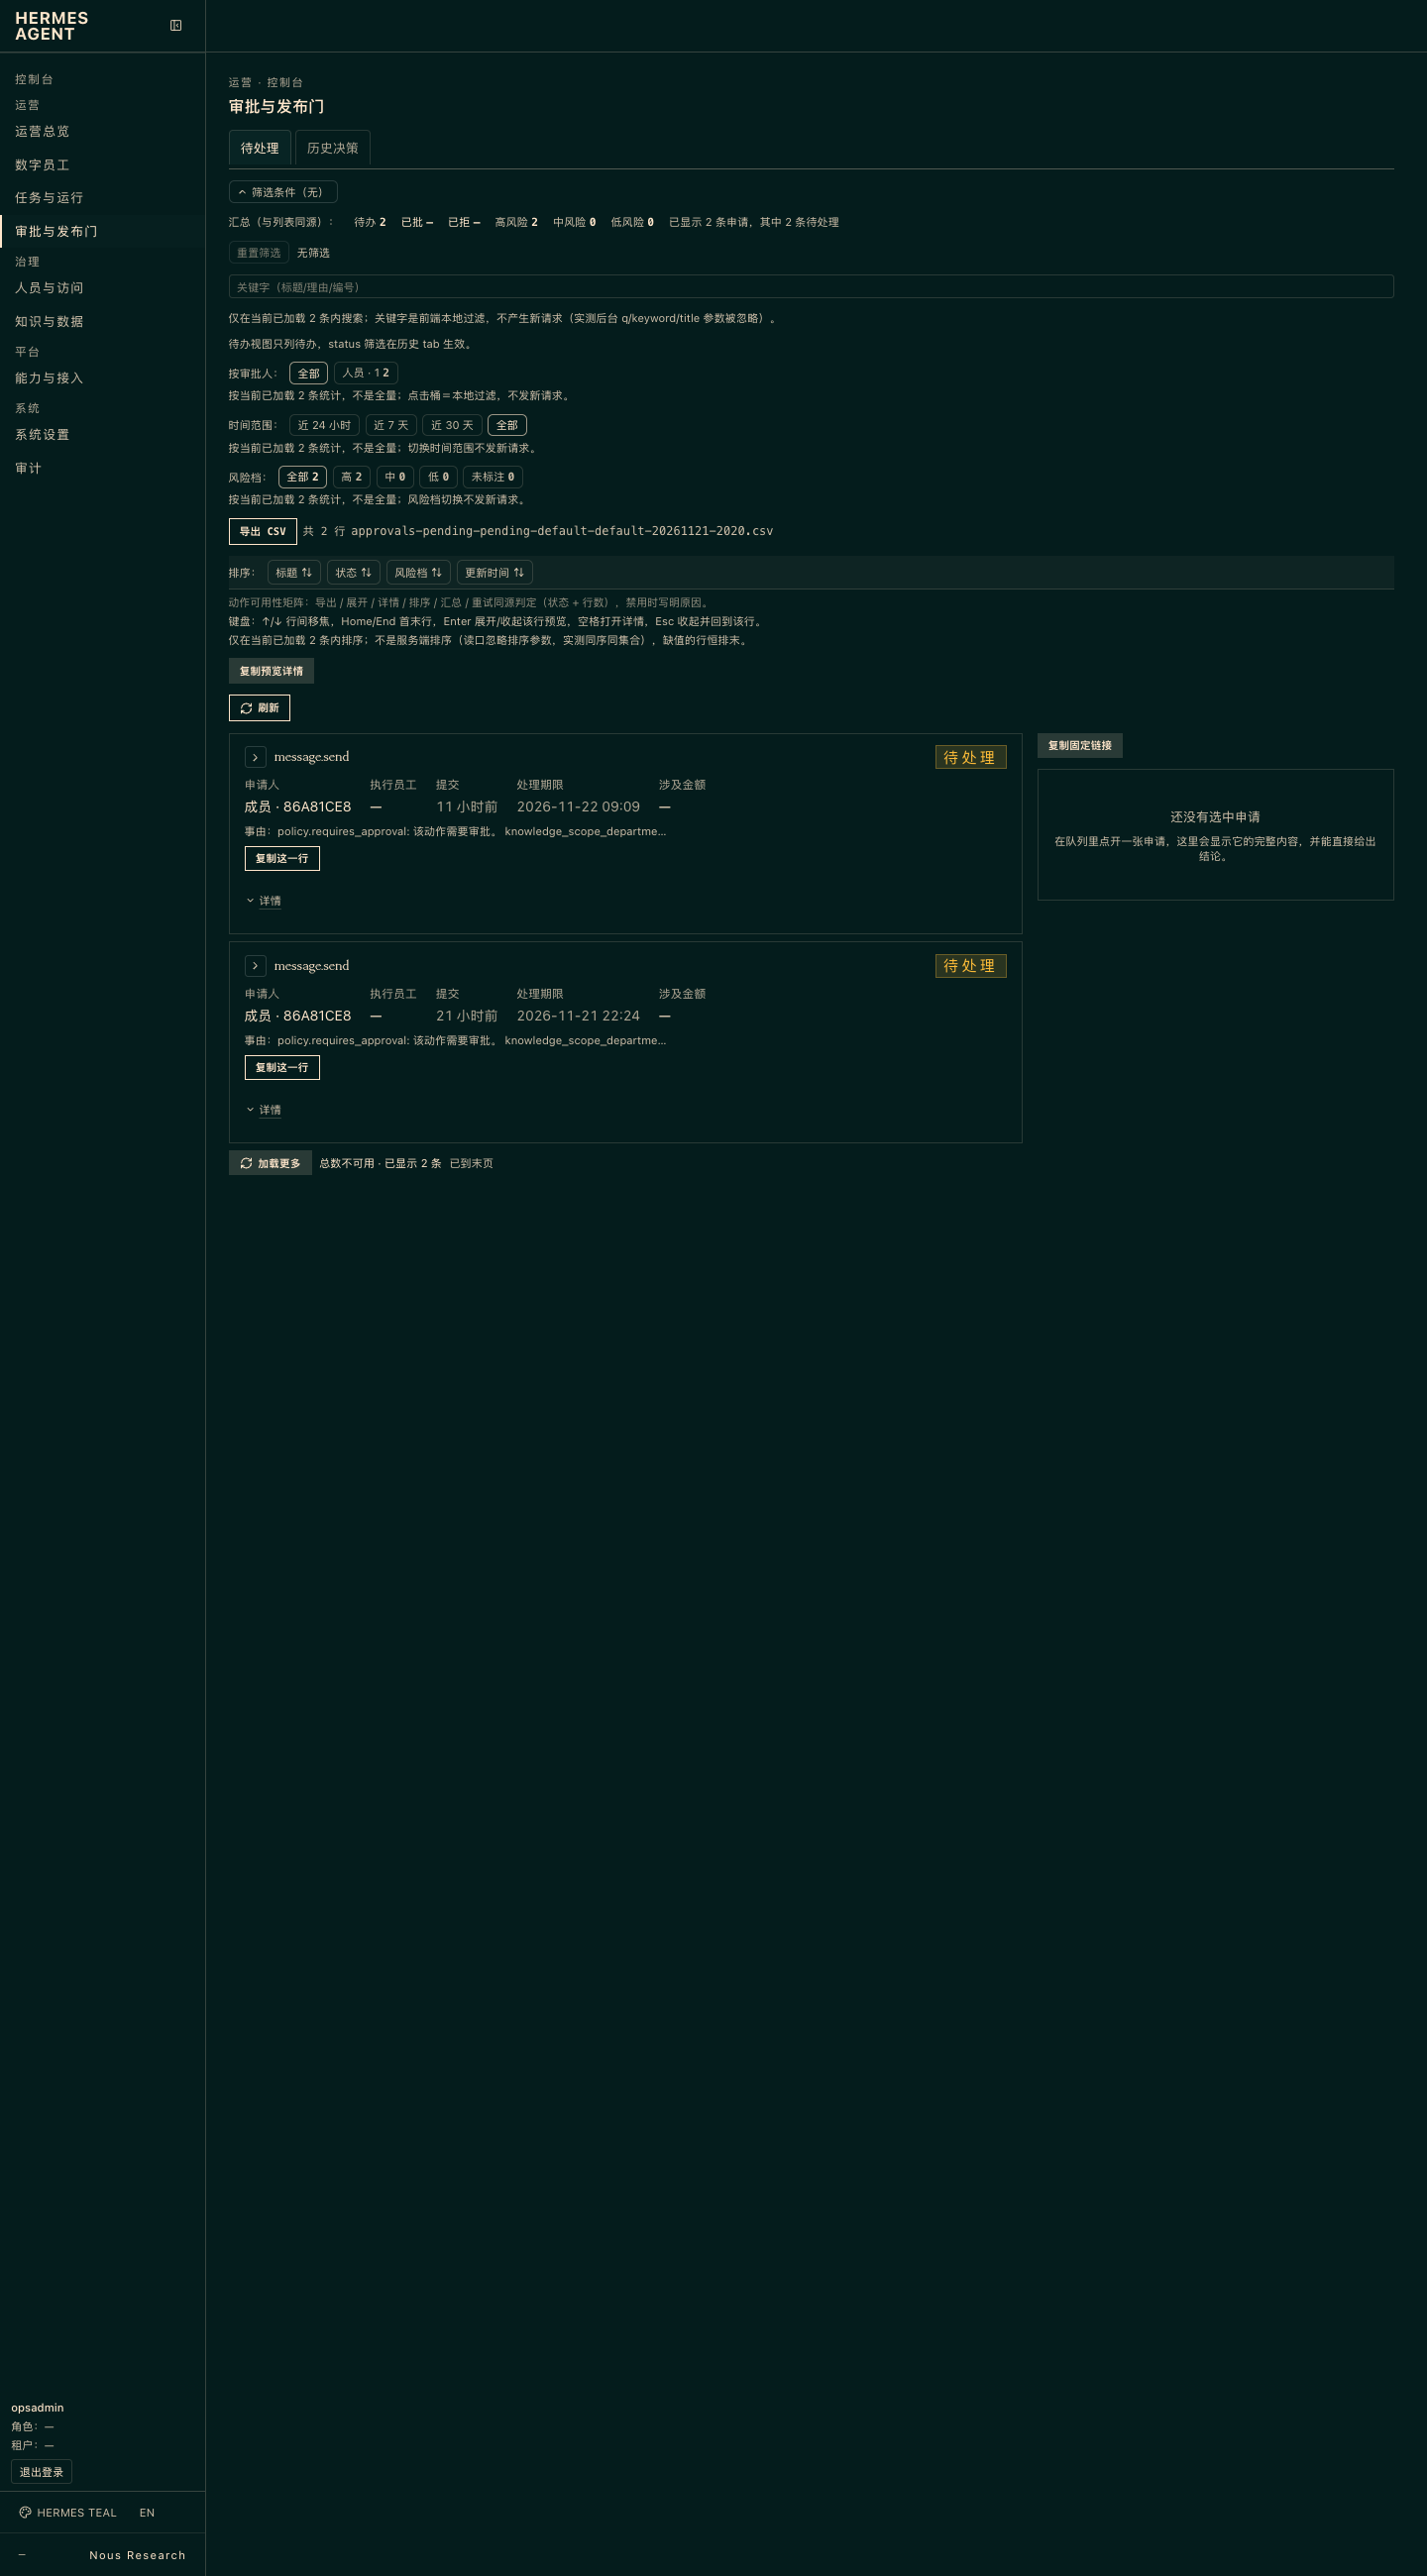 HERMES
AGENT
控制台
运营
运营总览
数字员工
任务与运行
审批与发布门
治理
人员与访问
知识与数据
平台
能力与接入
系统
系统设置
审计
opsadmin
角色：—
租户：—
退出登录
HERMES TEAL EN
— Nous Research
运营 · 控制台
审批与发布门
待处理 历史决策
筛选条件（无）
汇总（与列表同源）： 待办 2 已批 — 已拒 — 高风险 2 中风险 0 低风险 0 已显示 2 条申请，其中 2 条待处理
重置筛选 无筛选
关键字（标题/理由/编号）
仅在当前已加载 2 条内搜索；关键字是前端本地过滤，不产生新请求（实测后台 q/keyword/title 参数被忽略）。
待办视图只列待办，status 筛选在历史 tab 生效。
按审批人： 全部 人员 · 1 2
按当前已加载 2 条统计，不是全量；点击桶＝本地过滤，不发新请求。
时间范围： 近 24 小时 近 7 天 近 30 天 全部
按当前已加载 2 条统计，不是全量；切换时间范围不发新请求。
风险档： 全部 2 高 2 中 0 低 0 未标注 0
按当前已加载 2 条统计，不是全量；风险档切换不发新请求。
导出 CSV 共 2 行 approvals-pending-pending-default-default-20261121-2020.csv
排序： 标题 ⇅ 状态 ⇅ 风险档 ⇅ 更新时间 ⇅
动作可用性矩阵：导出 / 展开 / 详情 / 排序 / 汇总 / 重试同源判定（状态 + 行数），禁用时写明原因。
键盘：↑/↓ 行间移焦，Home/End 首末行，Enter 展开/收起该行预览，空格打开详情，Esc 收起并回到该行。
仅在当前已加载 2 条内排序；不是服务端排序（读口忽略排序参数，实测同序同集合），缺值的行恒排末。
复制预览详情
刷新
message.send 待处理
申请人 执行员工 提交 处理期限 涉及金额
成员 · 86A81CE8 — 11 小时前 2026-11-22 09:09 —
事由：policy.requires_approval: 该动作需要审批。 knowledge_scope_departme…
复制这一行
详情
message.send 待处理
申请人 执行员工 提交 处理期限 涉及金额
成员 · 86A81CE8 — 21 小时前 2026-11-21 22:24 —
事由：policy.requires_approval: 该动作需要审批。 knowledge_scope_departme…
复制这一行
详情
加载更多 总数不可用 · 已显示 2 条 已到末页
复制固定链接
还没有选中申请
在队列里点开一张申请，这里会显示它的完整内容，并能直接给出
结论。